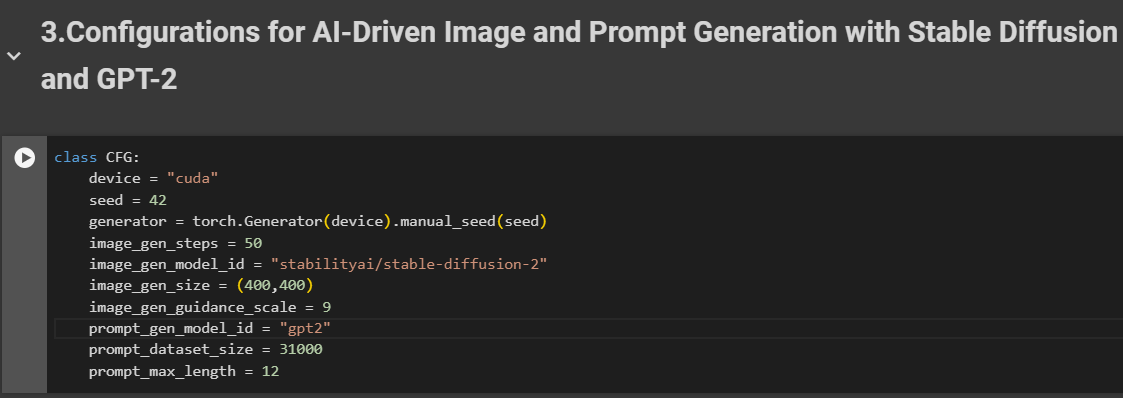 3.Configurations for AI-Driven Image and Prompt Generation with Stable Diffusion
and GPT-2
class CFG:
    device = "cuda"
    seed = 42
    generator = torch.Generator(device).manual_seed(seed)
    image_gen_steps = 50
    image_gen_model_id = "stabilityai/stable-diffusion-2"
    image_gen_size = (400,400)
    image_gen_guidance_scale = 9
    prompt_gen_model_id = "gpt2"
    prompt_dataset_size = 31000
    prompt_max_length = 12